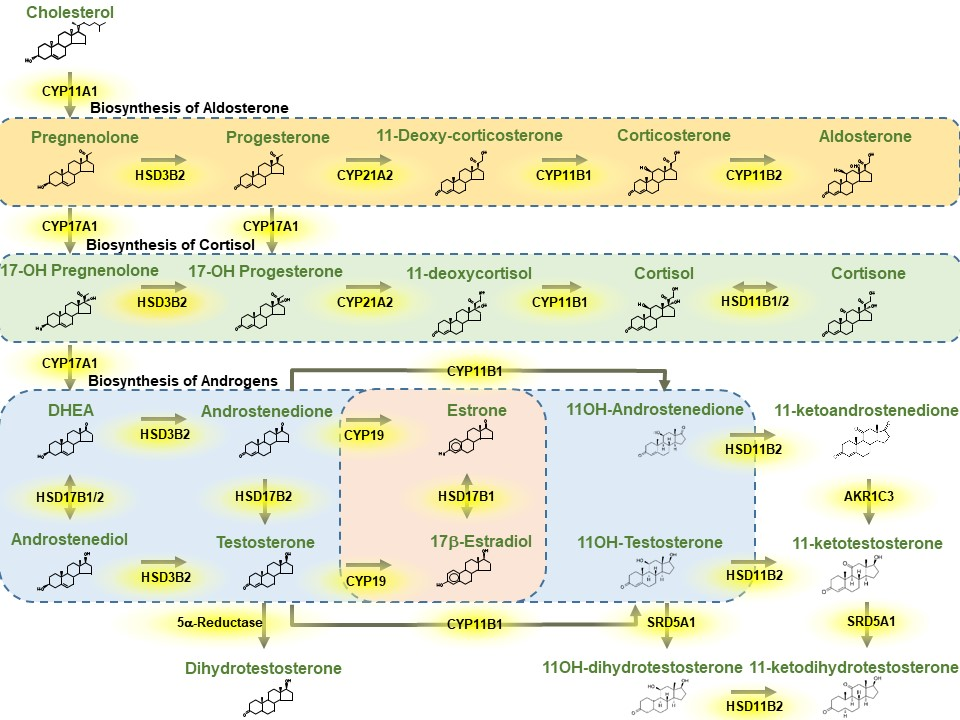 Cholesterol
CYP11A1
Biosynthesis of Aldosterone
Pregnenolone
Progesterone
11-Deoxy-corticosterone
Corticosterone
Aldosterone
HSD3B2
CYP21A2
CYP11B1
CYP11B2
CYP17A1
CYP17A1
Biosynthesis of Cortisol
17-OH Pregnenolone
17-OH Progesterone
11-deoxycortisol
Cortisol
Cortisone
HSD3B2
CYP21A2
CYP11B1
HSD11B1/2
CYP17A1
Biosynthesis of Androgens
CYP11B1
DHEA
Androstenedione
Estrone
11OH-Androstenedione
11-ketoandrostenedione
HSD3B2
CYP19
HSD11B2
HSD17B1/2
HSD17B2
HSD17B1
AKR1C3
Androstenediol
Testosterone
17β-Estradiol
11OH-Testosterone
11-ketotestosterone
HSD3B2
CYP19
HSD11B2
5α-Reductase
CYP11B1
SRD5A1
SRD5A1
Dihydrotestosterone
11OH-dihydrotestosterone
11-ketodihydrotestosterone
HSD11B2